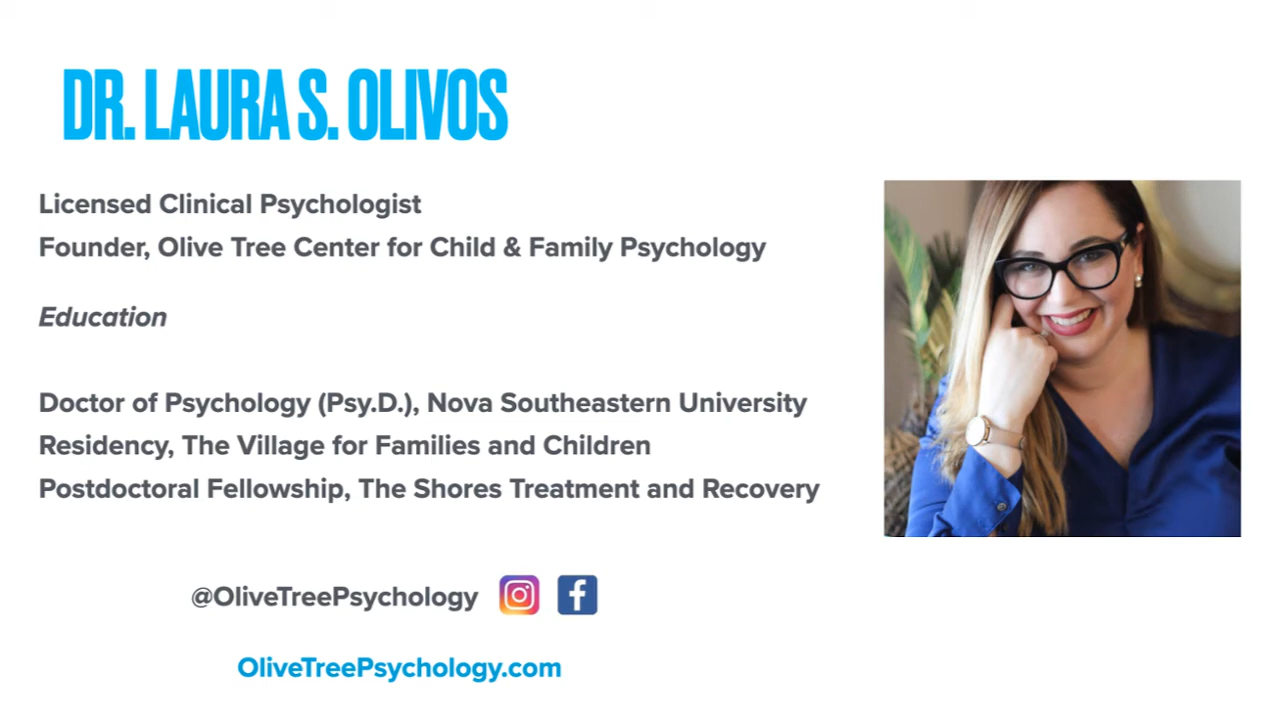 DR. LAURA S. OLIVOS
Licensed Clinical Psychologist
Founder, Olive Tree Center for Child & Family Psychology
Education
Doctor of Psychology (Psy.D.), Nova Southeastern University
Residency, The Village for Families and Children
Postdoctoral Fellowship, The Shores Treatment and Recovery
@OliveTreePsychology
OliveTreePsychology.com